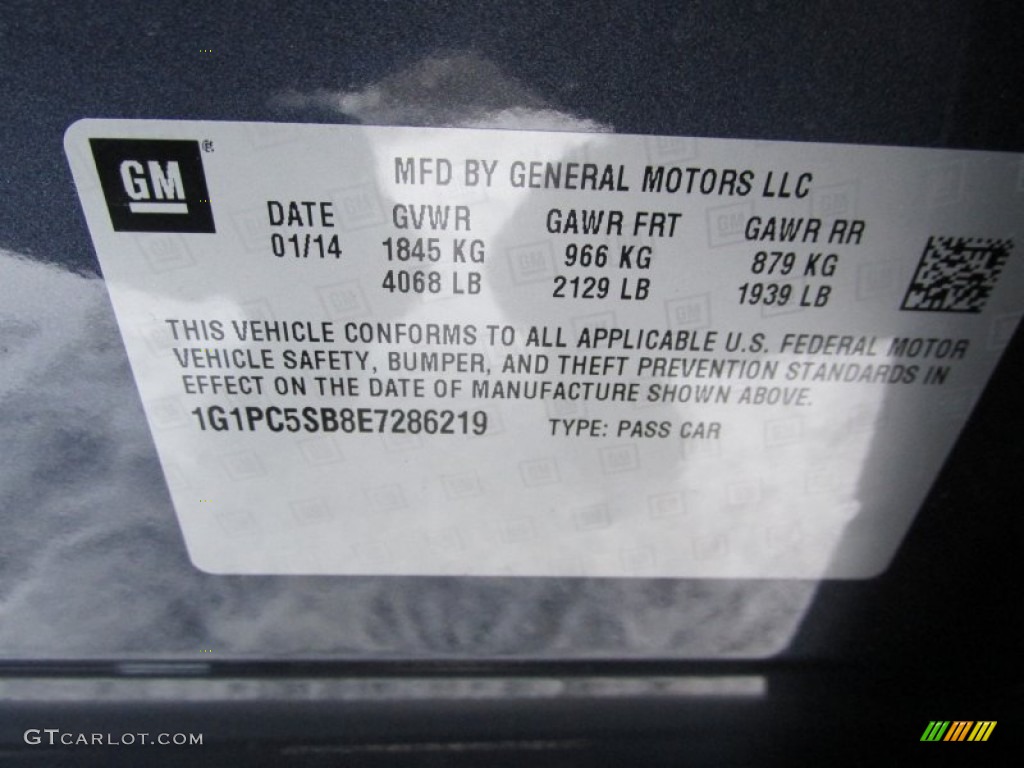 GM
MFD BY GENERAL MOTORS LLC
DATE GVWR GAWR FRT GAWR RR
01/14 1845 KG 966 KG 879 KG
4068 LB 2129 LB 1939 LB
THIS VEHICLE CONFORMS TO ALL APPLICABLE U.S. FEDERAL MOTOR
VEHICLE SAFETY, BUMPER, AND THEFT PREVENTION STANDARDS IN
EFFECT ON THE DATE OF MANUFACTURE SHOWN ABOVE.
1G1PC5SB8E7286219 TYPE: PASS CAR
GTCARLOT.COM